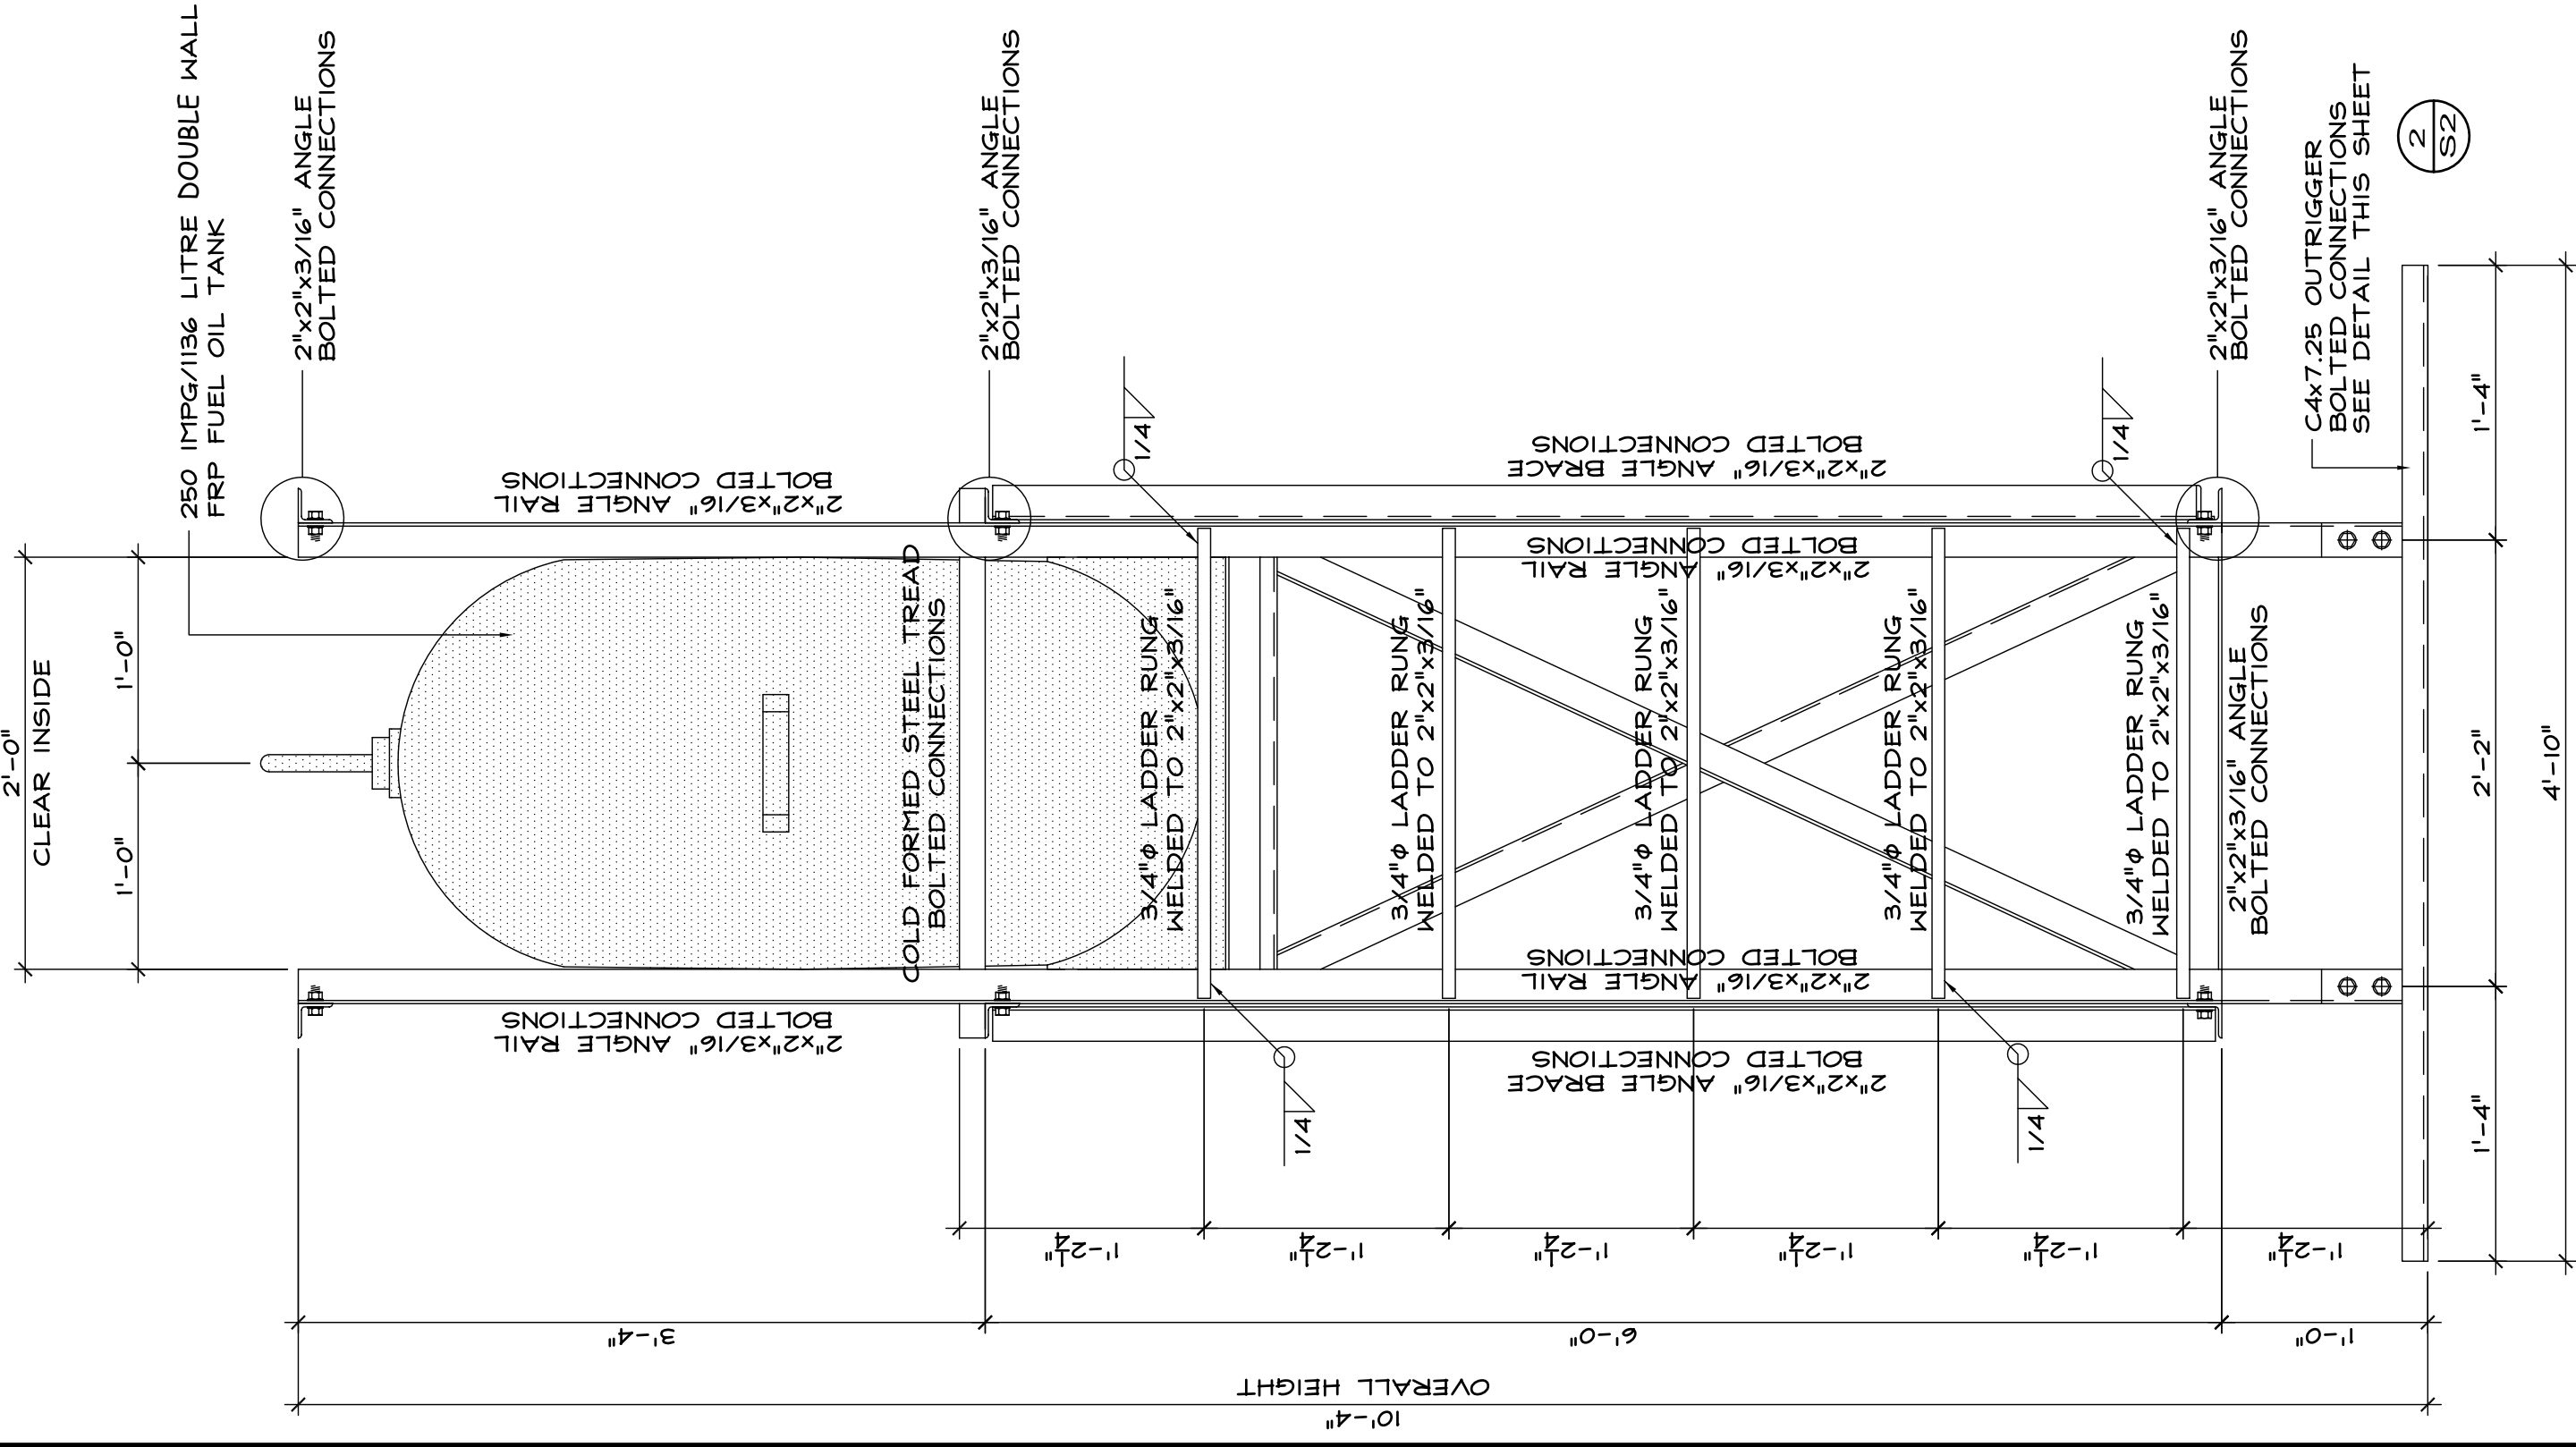 250 IMPG/1136 LITRE DOUBLE WALL
FRP FUEL OIL TANK
2"x2"x3/16" ANGLE
BOLTED CONNECTIONS
2"x2"x3/16" ANGLE
BOLTED CONNECTIONS
2"x2"x3/16" ANGLE
BOLTED CONNECTIONS
C4x7.25 OUTRIGGER
BOLTED CONNECTIONS
SEE DETAIL THIS SHEET
2
S2
2'-0"
CLEAR INSIDE
1'-0"
1'-0"
2"x2"x3/16" ANGLE RAIL
BOLTED CONNECTIONS
2"x2"x3/16" ANGLE RAIL
BOLTED CONNECTIONS
COLD FORMED STEEL TREAD
BOLTED CONNECTIONS
1/4
1/4
2"x2"x3/16" ANGLE BRACE
BOLTED CONNECTIONS
2"x2"x3/16" ANGLE RAIL
BOLTED CONNECTIONS
3/4"ϕ LADDER RUNG
WELDED TO 2"x2"x3/16"
3/4"ϕ LADDER RUNG
WELDED TO 2"x2"x3/16"
3/4"ϕ LADDER RUNG
WELDED TO 2"x2"x3/16"
3/4"ϕ LADDER RUNG
WELDED TO 2"x2"x3/16"
3/4"ϕ LADDER RUNG
WELDED TO 2"x2"x3/16"
2"x2"x3/16" ANGLE
BOLTED CONNECTIONS
2"x2"x3/16" ANGLE RAIL
BOLTED CONNECTIONS
2"x2"x3/16" ANGLE BRACE
BOLTED CONNECTIONS
1/4
1/4
1'-4"
2'-2"
1'-4"
4'-10"
1'-2¼"
1'-2¼"
1'-2¼"
1'-2¼"
1'-2¼"
1'-2¼"
3'-4"
6'-0"
1'-0"
OVERALL HEIGHT
10'-4"